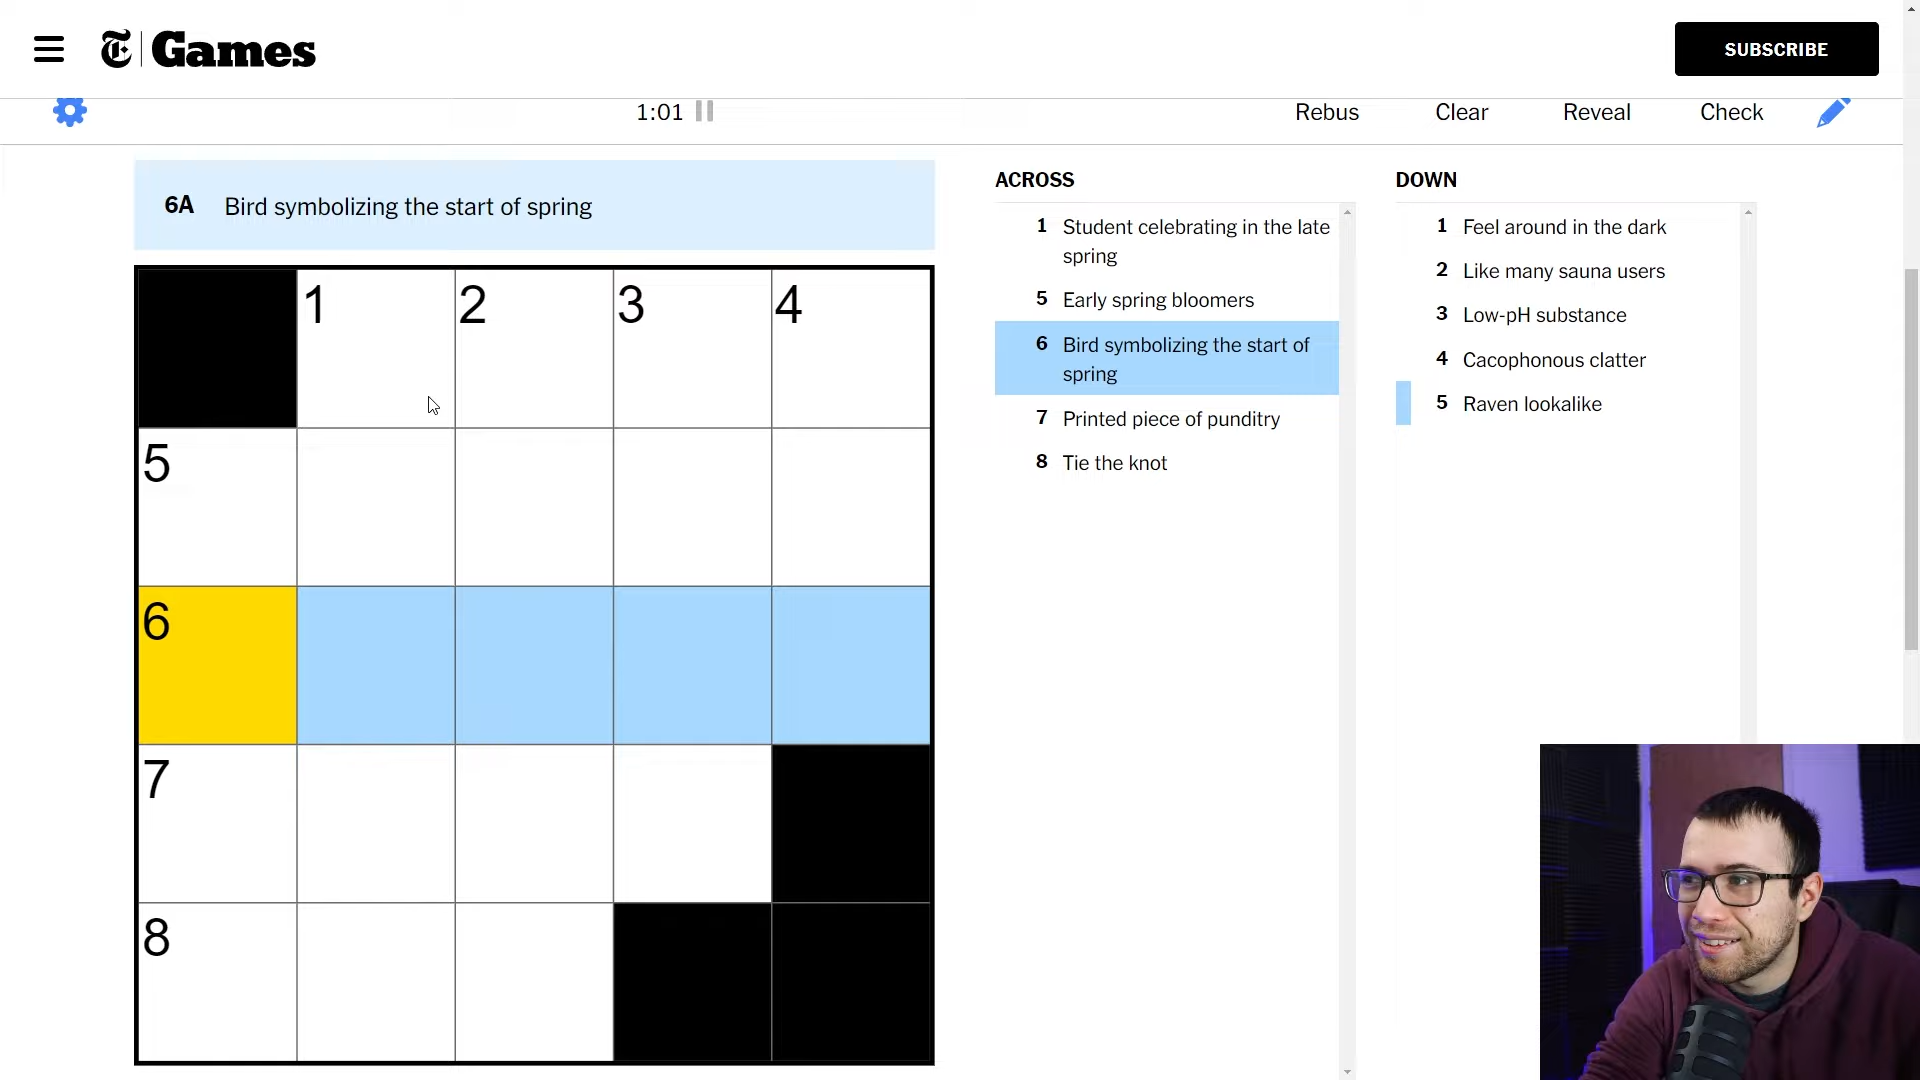 Games
SUBSCRIBE
1:01
Rebus
Clear
Reveal
Check
6A Bird symbolizing the start of spring
1 2 3 4
5
6
7
8
ACROSS
1 Student celebrating in the late
spring
5 Early spring bloomers
6 Bird symbolizing the start of
spring
7 Printed piece of punditry
8 Tie the knot
DOWN
1 Feel around in the dark
2 Like many sauna users
3 Low-pH substance
4 Cacophonous clatter
5 Raven lookalike